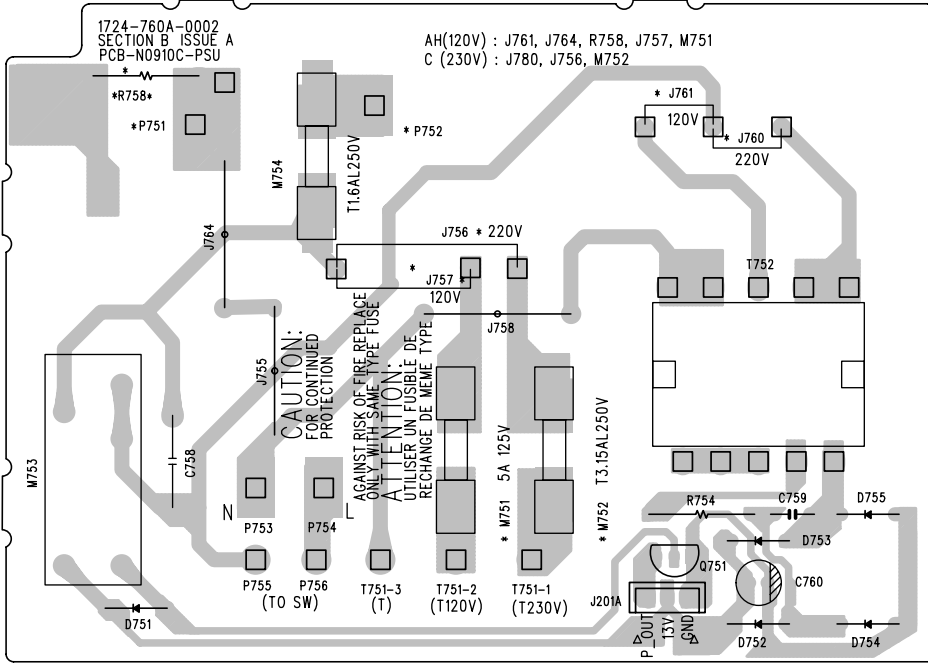 1724-760A-0002
SECTION B ISSUE A
PCB-N0910C-PSU
AH(120V) : J761, J764, R758, J757, M751
C (230V) : J780, J756, M752
*
*R758*
*P751
* P752
* J761
120V
* J760
220V
M754
T1.6AL250V
J764
J756 * 220V
*
J757 *
120V
T752
J758
J755
CAUTION:
FOR CONTINUED
PROTECTION
AGAINST RISK OF FIRE REPLACE
ONLY WITH SAME TYPE FUSE
ATTENTION:
UTILISER UN FUSIBLE DE
RECHANGE DE MEME TYPE
M753
C758
* M751 5A 125V
* M752 T3.15AL250V
N
L
P753
P754
R754
C759
D755
D753
Q751
C760
P755
P756
(TO SW)
T751-3
(T)
T751-2
(T120V)
T751-1
(T230V)
J201A
D751
P_OUT
13V
GND
D752
D754